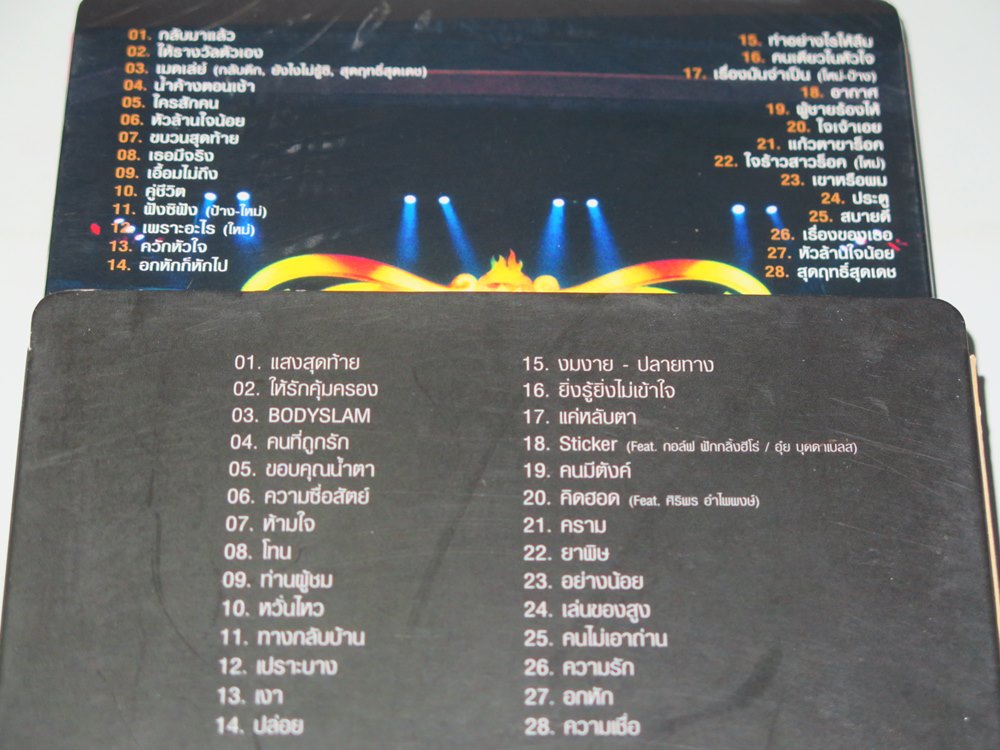 01. กลับมาแล้ว
02. ให้รางวัลตัวเอง
03. เมดเล่ย์ (กลับดึก, ยังไงไม่รู้ซิ, สุดฤทธิ์สุดเดช)
04. น้ำค้างตอนเช้า
05. ใครสักคน
06. หัวล้านใจน้อย
07. ขบวนสุดท้าย
08. เธอมีจริง
09. เอื้อมไม่ถึง
10. คู่ชีวิต
11. ฟังซิฟัง (ป้าง-ใหม่)
12. เพราะอะไร (ใหม่)
13. ควักหัวใจ
14. อกหักก็หักไป
15. ทำอย่างไรให้ลืม
16. คนเดียวในหัวใจ
17. เรื่องมันจำเป็น (ใหม่-ป้าง)
18. อากาศ
19. ผู้ชายร้องไห้
20. ใจเจ้าเอย
21. แก้วตาขาร็อค
22. ใจร้าวสาวร็อค (ใหม่)
23. เขาหรือผม
24. ประตู
25. สบายดี
26. เรื่องของเธอ
27. หัวล้านใจน้อย
28. สุดฤทธิ์สุดเดช
01. แสงสุดท้าย
02. ให้รักคุ้มครอง
03. BODYSLAM
04. คนที่ถูกรัก
05. ขอบคุณน้ำตา
06. ความซื่อสัตย์
07. ห้ามใจ
08. โทน
09. ท่านผู้ชม
10. หวั่นไหว
11. ทางกลับบ้าน
12. เปราะบาง
13. เงา
14. ปล่อย
15. งมงาย - ปลายทาง
16. ยิ่งรู้ยิ่งไม่เข้าใจ
17. แค่หลับตา
18. Sticker (Feat. กอล์ฟ ฟักกลิ้งฮีโร่ / อุ๋ย บุดดาเบลส)
19. คนมีตังค์
20. คิดฮอด (Feat. ศิริพร อำไพพงษ์)
21. คราม
22. ยาพิษ
23. อย่างน้อย
24. เล่นของสูง
25. คนไม่เอาถ่าน
26. ความรัก
27. อกหัก
28. ความเชื่อ